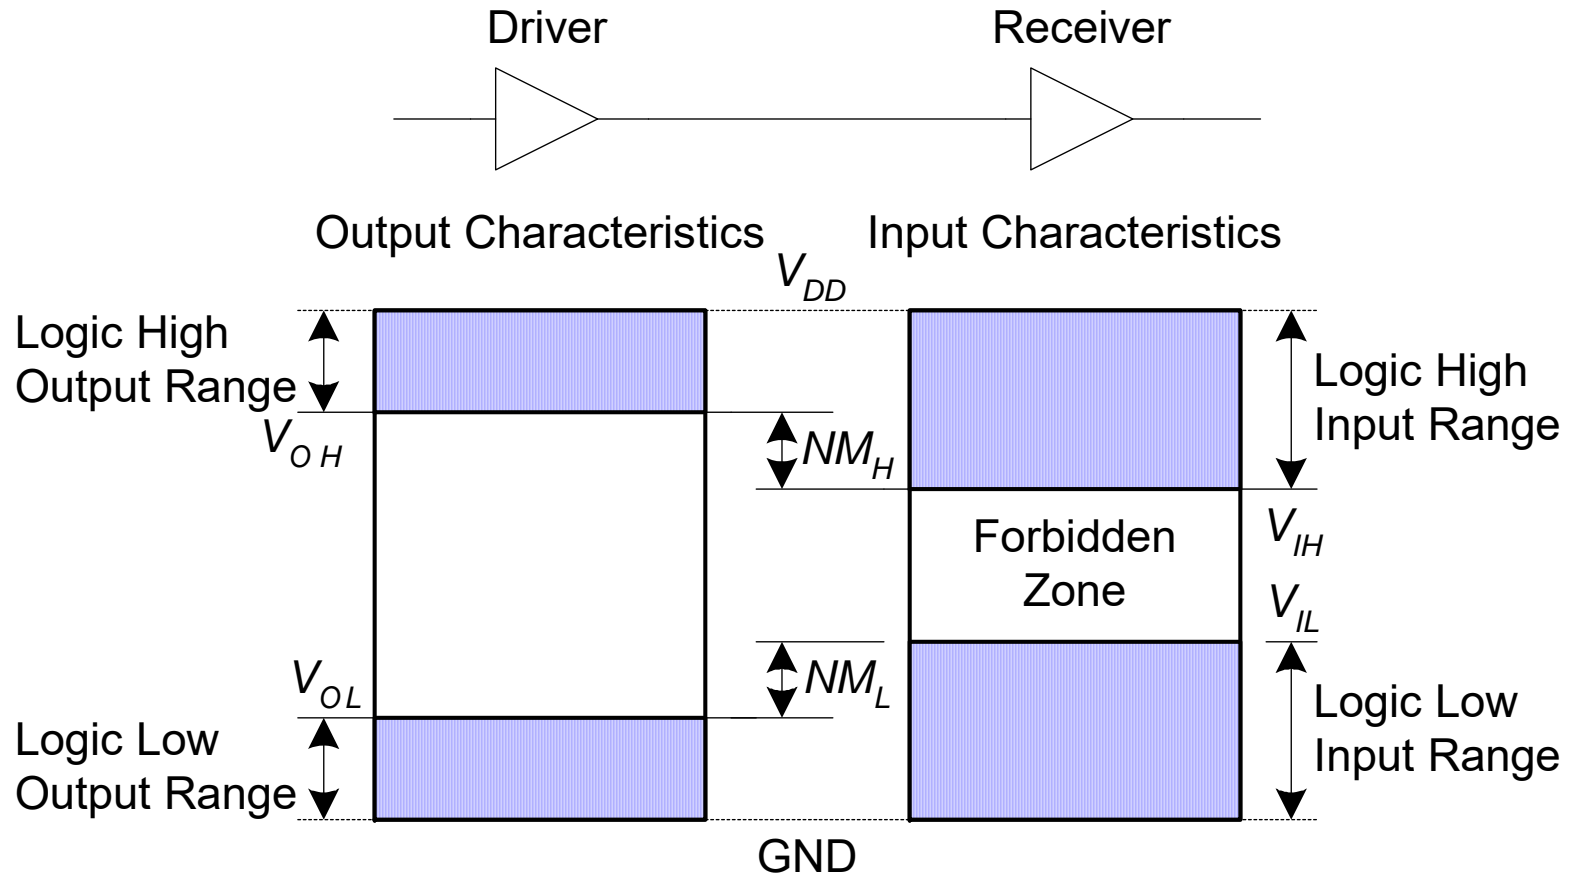 Driver
Receiver
Output Characteristics
Input Characteristics
VDD
Logic High
Output Range
Logic High
Input Range
VOH
NMH
Forbidden
Zone
VIH
VIL
VOL
NML
Logic Low
Input Range
Logic Low
Output Range
GND